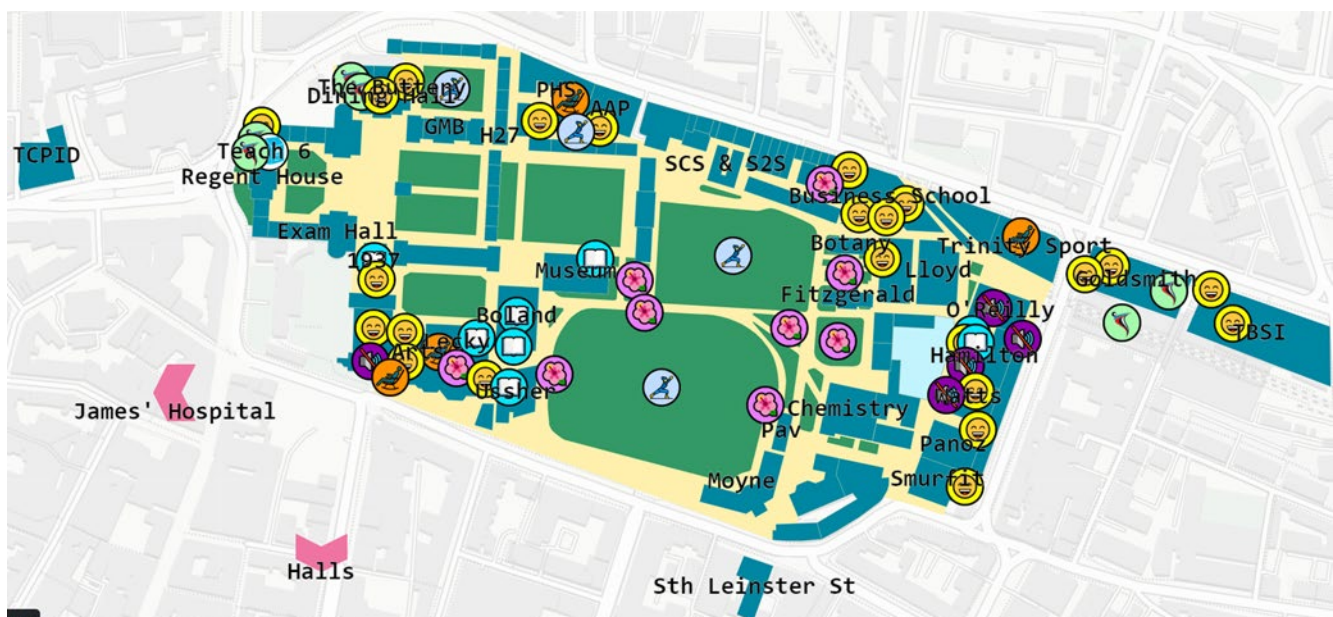 The Buttery
Dining Hall
PHS
AAP
GMB
H27
TCPID
Teach 6
Regent House
SCS & S2S
Business School
Exam Hall
1937
Museum
Botany
Lloyd
Trinity Sport
Fitzgerald
Goldsmith
O'Reilly
TBSI
Boland
Lecky
Arts
Ussher
Hamilton
Watts
James' Hospital
Chemistry
Pav
Panoz
Moyne
Smurfit
Halls
Sth Leinster St